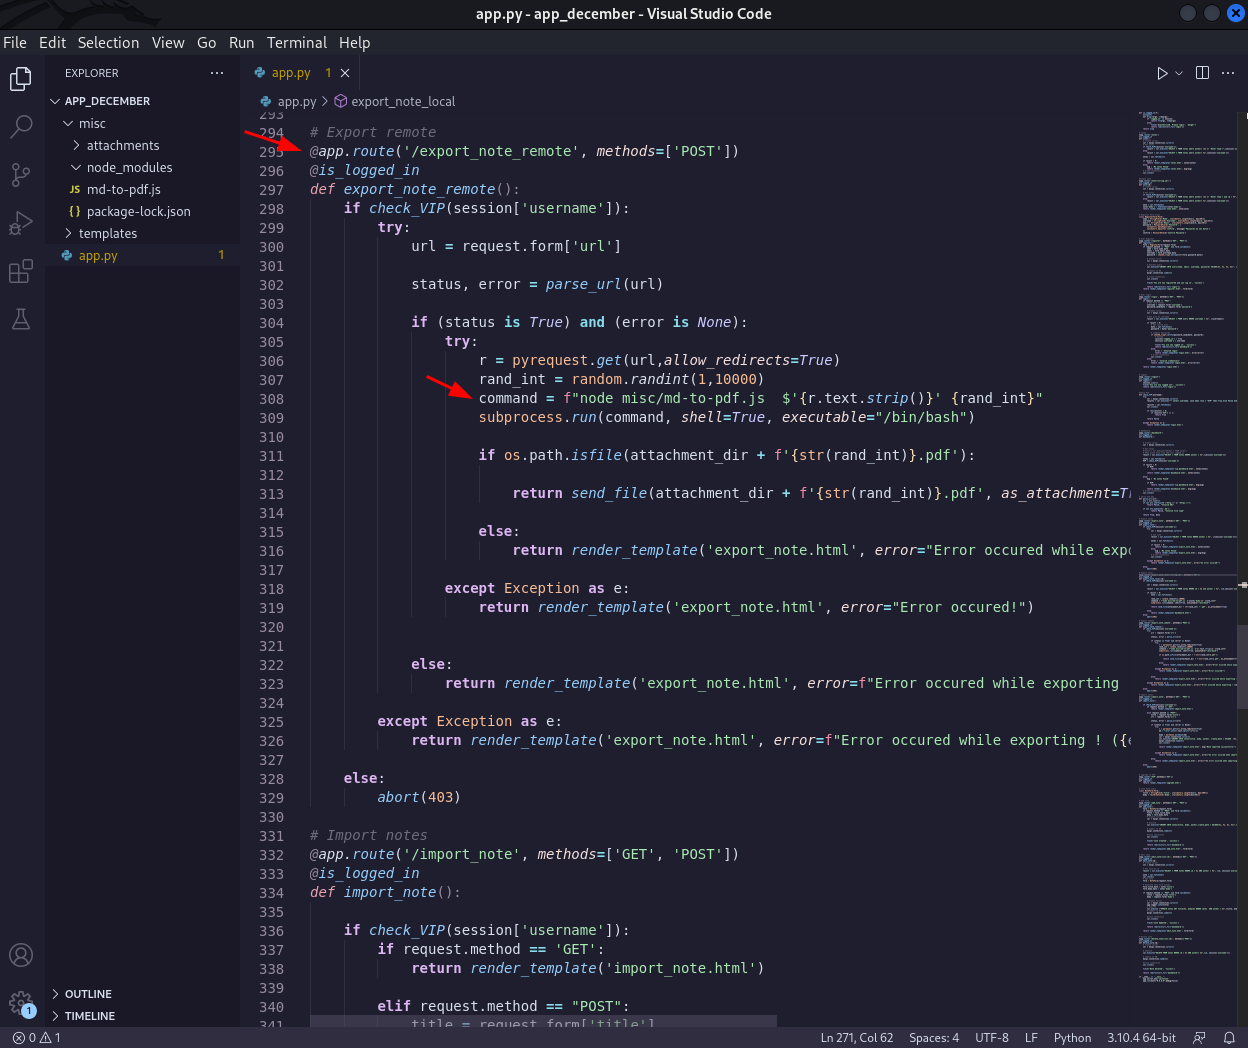 app.py - app_december - Visual Studio Code
File Edit Selection View Go Run Terminal Help
EXPLORER
APP_DECEMBER
misc
attachments
node_modules
JS md-to-pdf.js
{} package-lock.json
templates
app.py 1
OUTLINE
TIMELINE
app.py 1
app.py > export_note_local
293
294 # Export remote
295 @app.route('/export_note_remote', methods=['POST'])
296 @is_logged_in
297 def export_note_remote():
298 if check_VIP(session['username']):
299 try:
300 url = request.form['url']
301
302 status, error = parse_url(url)
303
304 if (status is True) and (error is None):
305 try:
306 r = pyrequest.get(url,allow_redirects=True)
307 rand_int = random.randint(1,10000)
308 command = f"node misc/md-to-pdf.js  $'{r.text.strip()}' {rand_int}"
309 subprocess.run(command, shell=True, executable="/bin/bash")
310
311 if os.path.isfile(attachment_dir + f'{str(rand_int)}.pdf'):
312
313 return send_file(attachment_dir + f'{str(rand_int)}.pdf', as_attachment=Tr
314
315 else:
316 return render_template('export_note.html', error="Error occured while expo
317
318 except Exception as e:
319 return render_template('export_note.html', error="Error occured!")
320
321
322 else:
323 return render_template('export_note.html', error=f"Error occured while exporting
324
325 except Exception as e:
326 return render_template('export_note.html', error=f"Error occured while exporting ! ({e
327
328 else:
329 abort(403)
330
331 # Import notes
332 @app.route('/import_note', methods=['GET', 'POST'])
333 @is_logged_in
334 def import_note():
335
336 if check_VIP(session['username']):
337 if request.method == 'GET':
338 return render_template('import_note.html')
339
340 elif request.method == "POST":
341 title = request.form['title']
1
0 1 Ln 271, Col 62 Spaces: 4 UTF-8 LF Python 3.10.4 64-bit